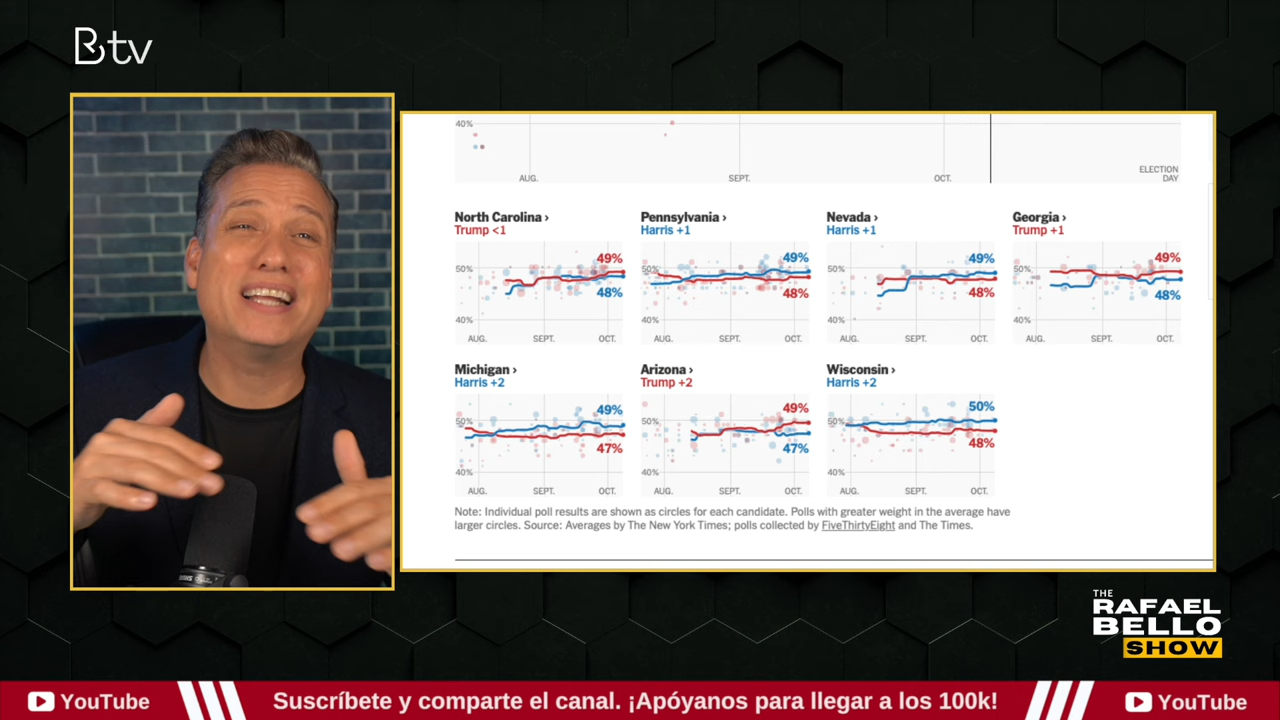 Btv
40%
AUG.
SEPT.
OCT.
ELECTION
DAY
North Carolina ›
Trump <1
49%
50%
48%
40%
AUG.
SEPT.
OCT.
Pennsylvania ›
Harris +1
49%
50%
48%
40%
AUG.
SEPT.
OCT.
Nevada ›
Harris +1
49%
50%
48%
40%
AUG.
SEPT.
OCT.
Georgia ›
Trump +1
49%
50%
48%
40%
AUG.
SEPT.
OCT.
Michigan ›
Harris +2
49%
50%
47%
40%
AUG.
SEPT.
OCT.
Arizona ›
Trump +2
49%
50%
47%
40%
AUG.
SEPT.
OCT.
Wisconsin ›
Harris +2
50%
50%
48%
40%
AUG.
SEPT.
OCT.
Note: Individual poll results are shown as circles for each candidate. Polls with greater weight in the average have
larger circles. Source: Averages by The New York Times; polls collected by FiveThirtyEight and The Times.
THE
RAFAEL
BELLO
SHOW
YouTube
Suscríbete y comparte el canal. ¡Apóyanos para llegar a los 100k!
YouTube